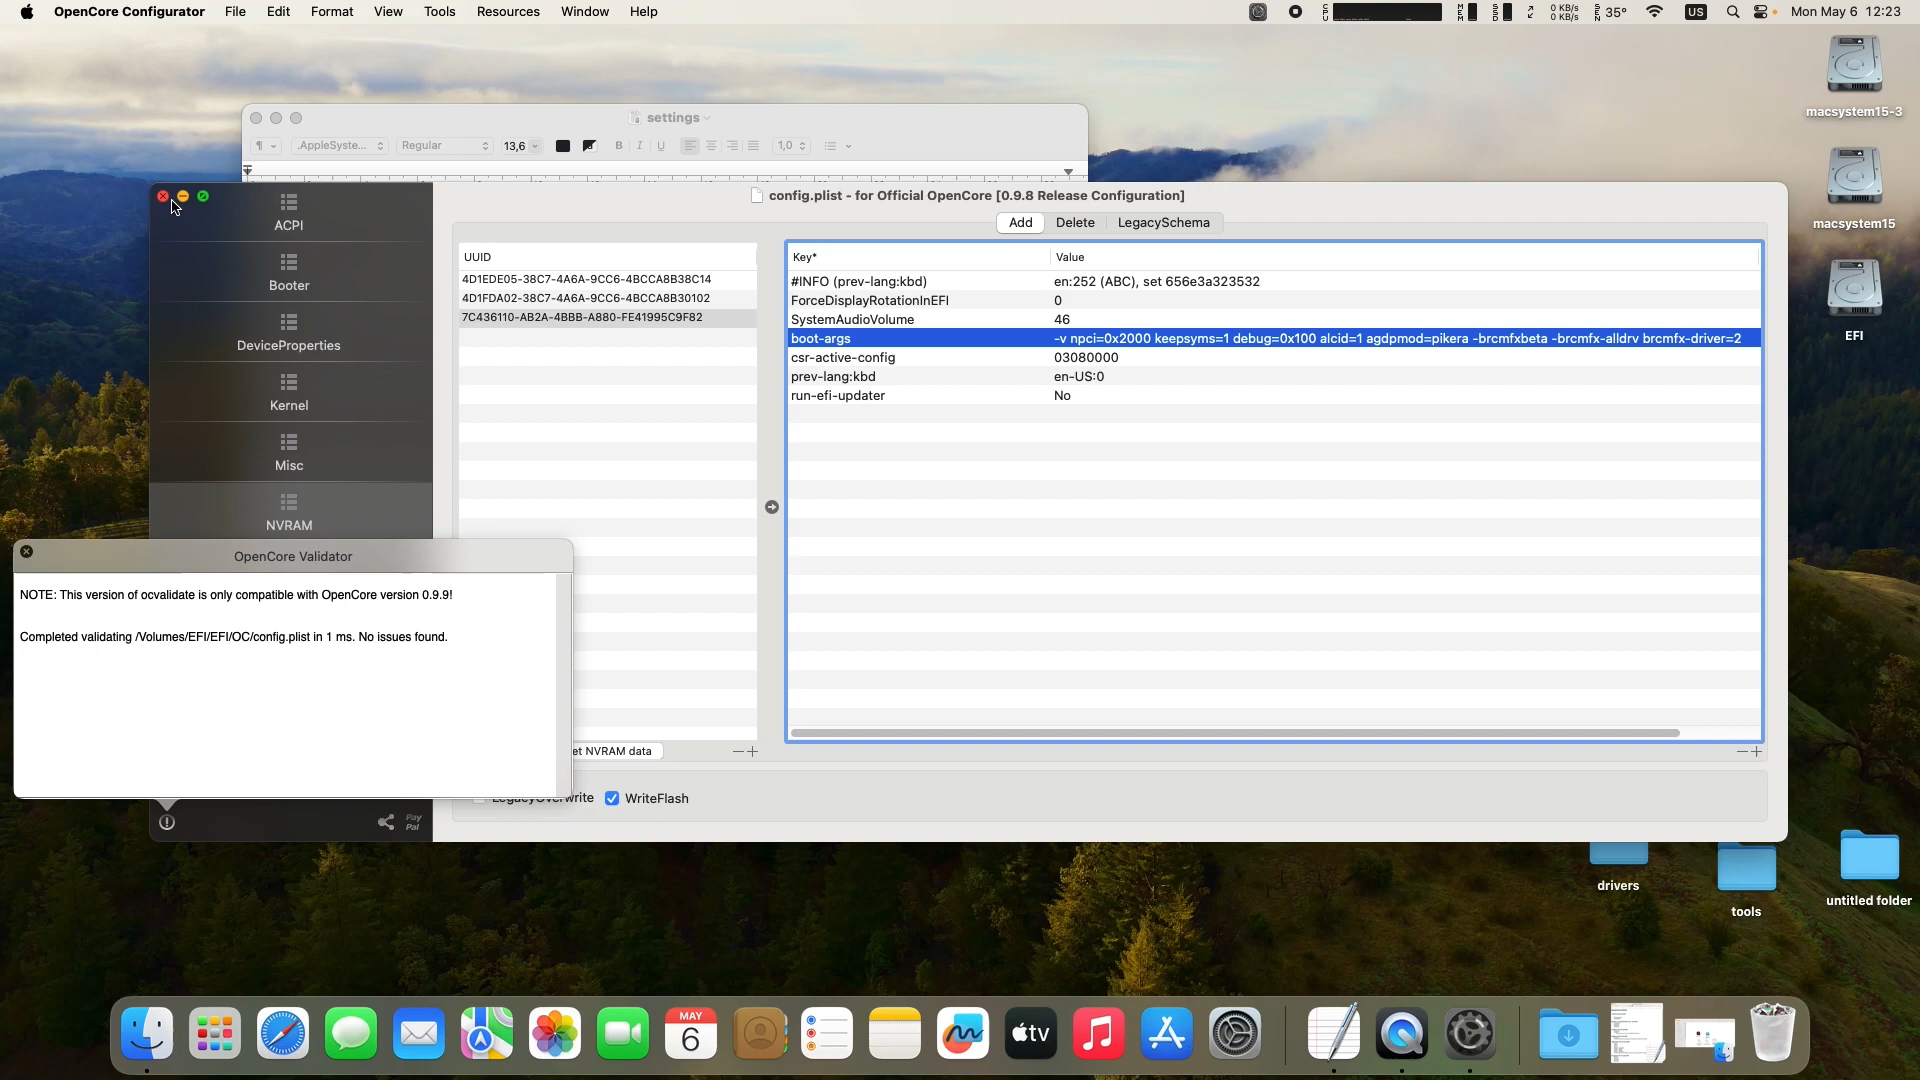 OpenCore Configurator File Edit Format View Tools Resources Window Help
CPU MEM SSD 0 KB/s 0 KB/s SEN 35° US Mon May 6 12:23
macsystem15-3
macsystem15
EFI
settings
¶ .AppleSyste... Regular 13,6 B I U 1,0
config.plist - for Official OpenCore [0.9.8 Release Configuration]
ACPI
Booter
DeviceProperties
Kernel
Misc
NVRAM
Add Delete LegacySchema
UUID
4D1EDE05-38C7-4A6A-9CC6-4BCCA8B38C14
4D1FDA02-38C7-4A6A-9CC6-4BCCA8B30102
7C436110-AB2A-4BBB-A880-FE41995C9F82
Key* Value
#INFO (prev-lang:kbd) en:252 (ABC), set 656e3a323532
ForceDisplayRotationInEFI 0
SystemAudioVolume 46
boot-args -v npci=0x2000 keepsyms=1 debug=0x100 alcid=1 agdpmod=pikera -brcmfxbeta -brcmfx-alldrv brcmfx-driver=2
csr-active-config 03080000
prev-lang:kbd en-US:0
run-efi-updater No
OpenCore Validator
NOTE: This version of ocvalidate is only compatible with OpenCore version 0.9.9!
Completed validating /Volumes/EFI/EFI/OC/config.plist in 1 ms. No issues found.
et NVRAM data
LegacyOverwrite WriteFlash
Pay
Pal
drivers
tools
untitled folder
MAY
6
tv